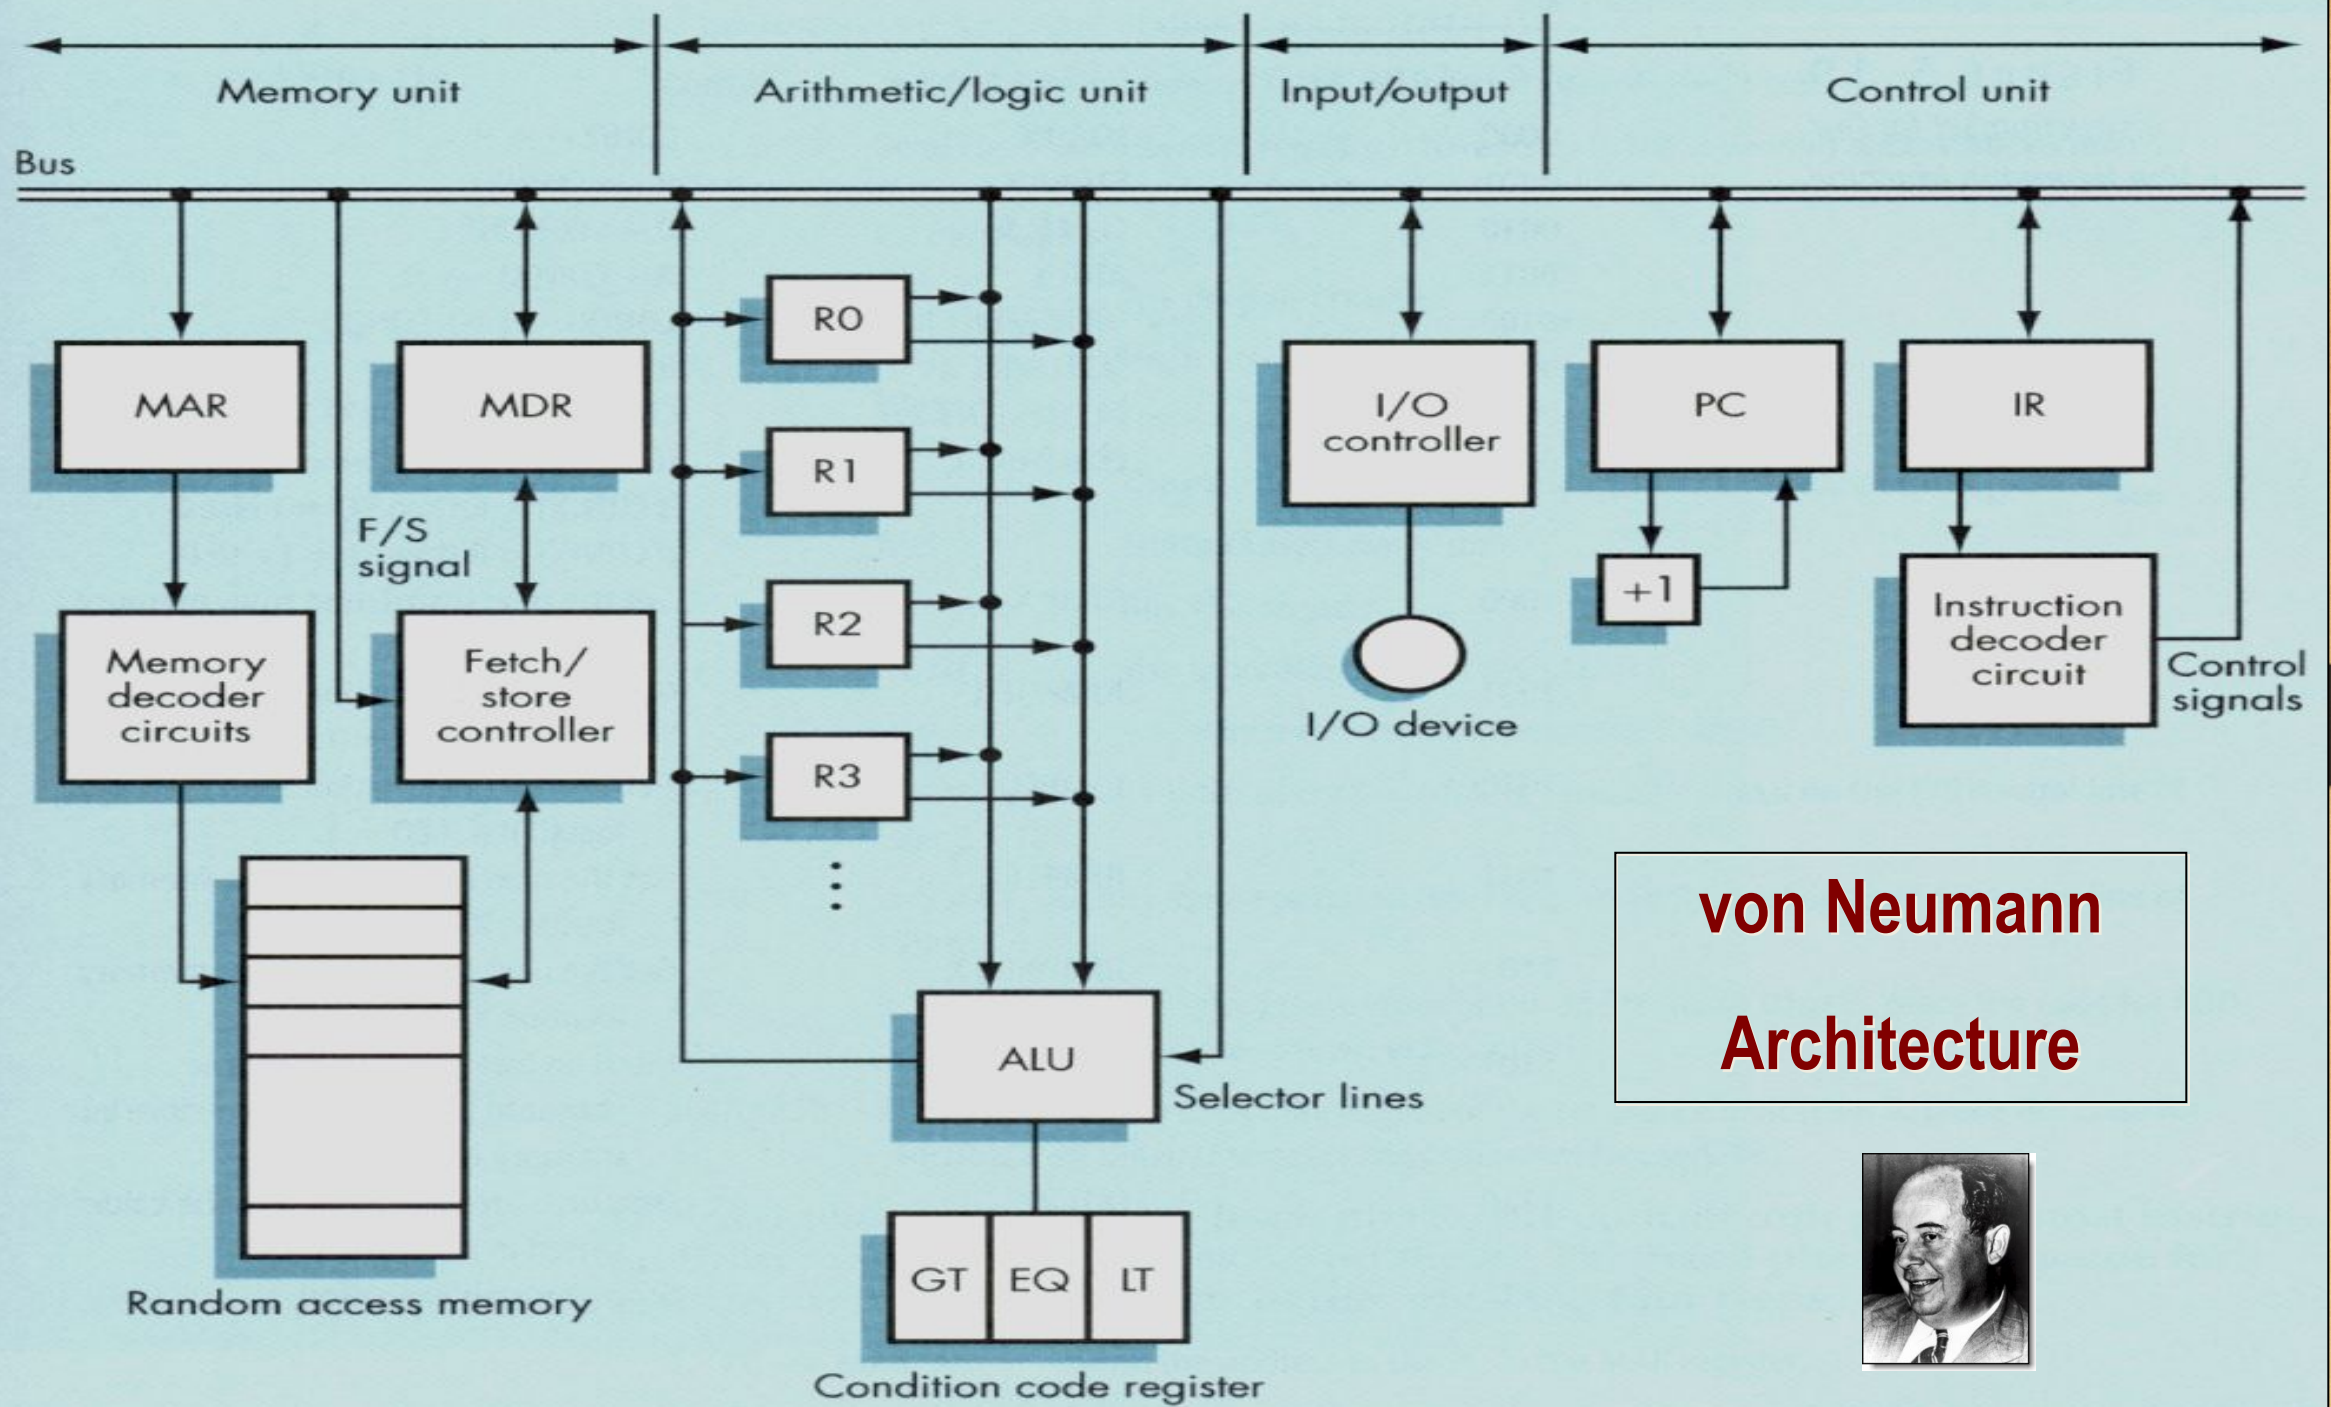 Memory unit
Arithmetic/logic unit
Input/output
Control unit
Bus
MAR
MDR
R0
I/O
controller
PC
IR
R1
F/S
signal
+1
R2
Memory
decoder
circuits
Fetch/
store
controller
Instruction
decoder
circuit
Control
signals
I/O device
R3
von Neumann
Architecture
ALU
Selector lines
GT EQ LT
Random access memory
Condition code register